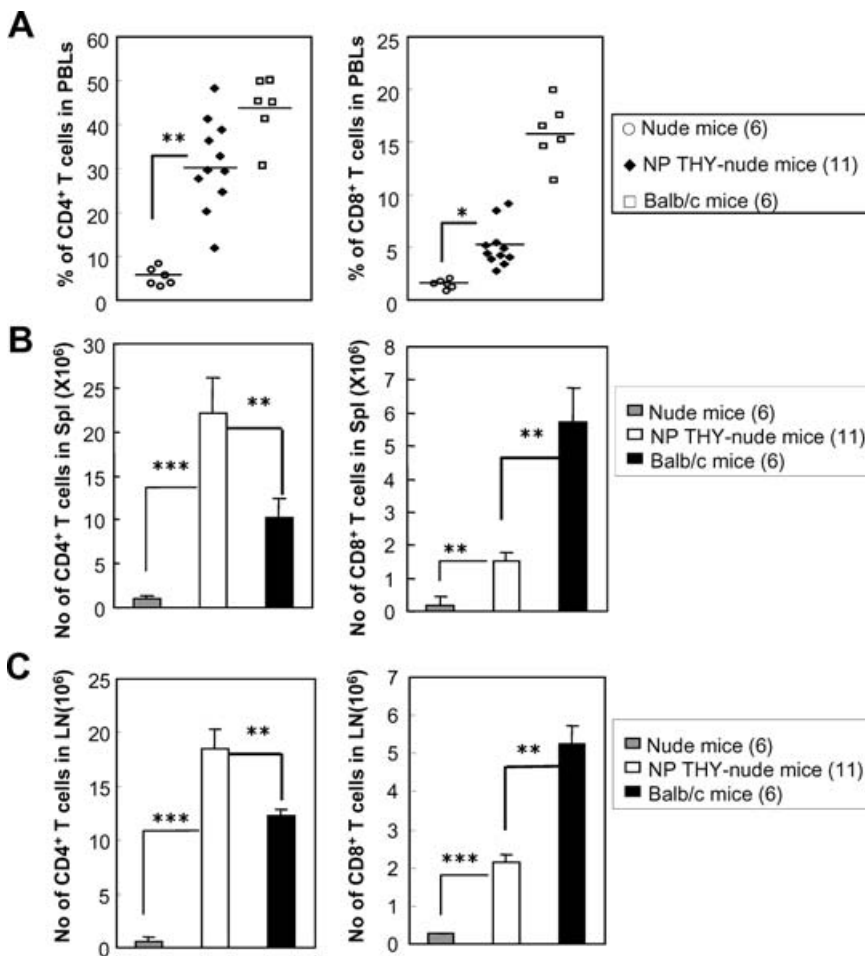 A
% of CD4+ T cells in PBLs
60
50
40
30
20
10
0
**
% of CD8+ T cells in PBLs
25
20
15
10
5
0
*
Nude mice (6)
NP THY-nude mice (11)
Balb/c mice (6)
B
No of CD4+ T cells in Spl (X10⁶)
30
25
20
15
10
5
0
***
**
No of CD8+ T cells in Spl (X10⁶)
8
7
6
5
4
3
2
1
0
**
**
Nude mice (6)
NP THY-nude mice (11)
Balb/c mice (6)
C
No of CD4+ T cells in LN(10⁶)
25
20
15
10
5
0
***
**
No of CD8+ T cells in LN(10⁶)
7
6
5
4
3
2
1
0
***
**
Nude mice (6)
NP THY-nude mice (11)
Balb/c mice (6)